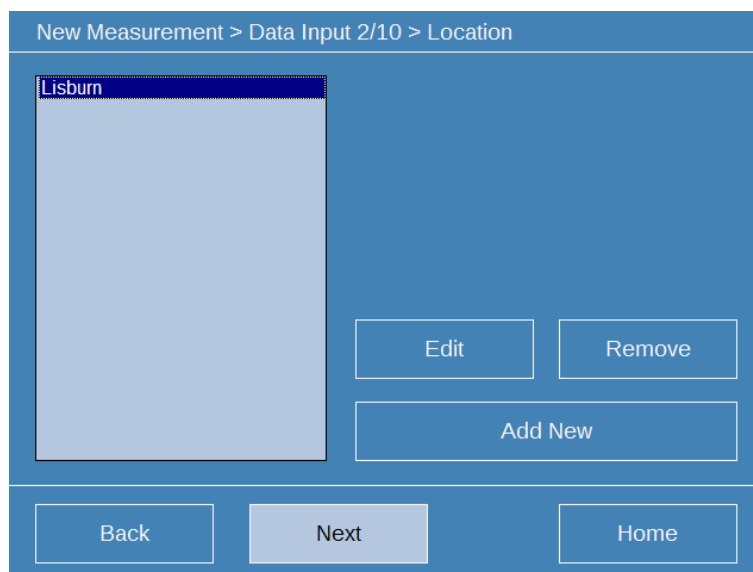 New Measurement > Data Input 2/10 > Location
Lisburn
Edit
Remove
Add New
Back
Next
Home